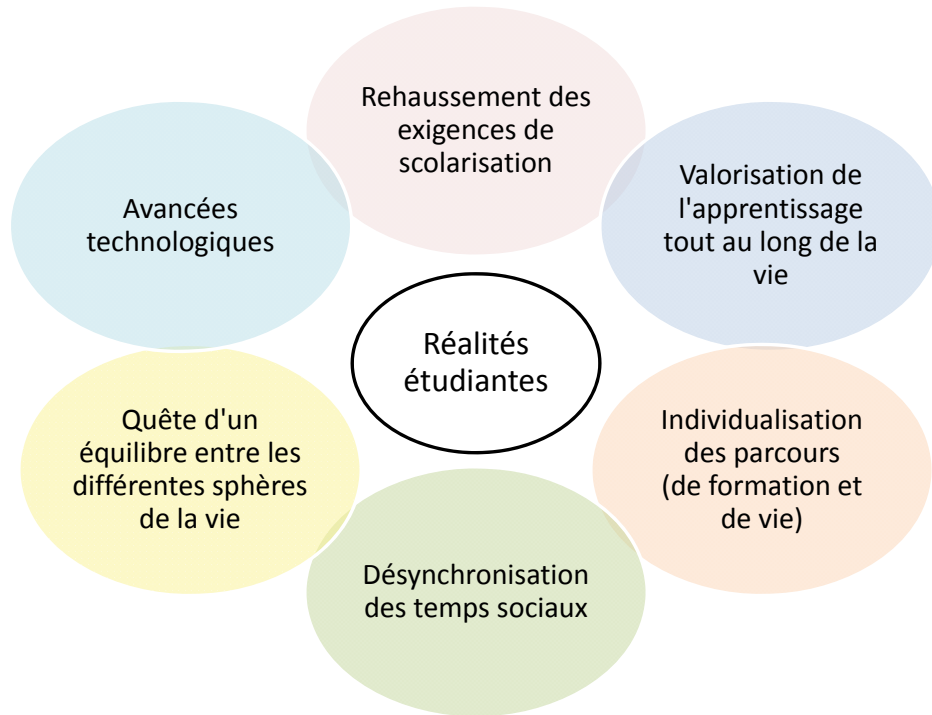 Rehaussement des
exigences de
scolarisation
Valorisation de
l'apprentissage
tout au long de la
vie
Individualisation
des parcours
(de formation et
de vie)
Désynchronisation
des temps sociaux
Quête d'un
équilibre entre les
différentes sphères
de la vie
Avancées
technologiques
Réalités
étudiantes